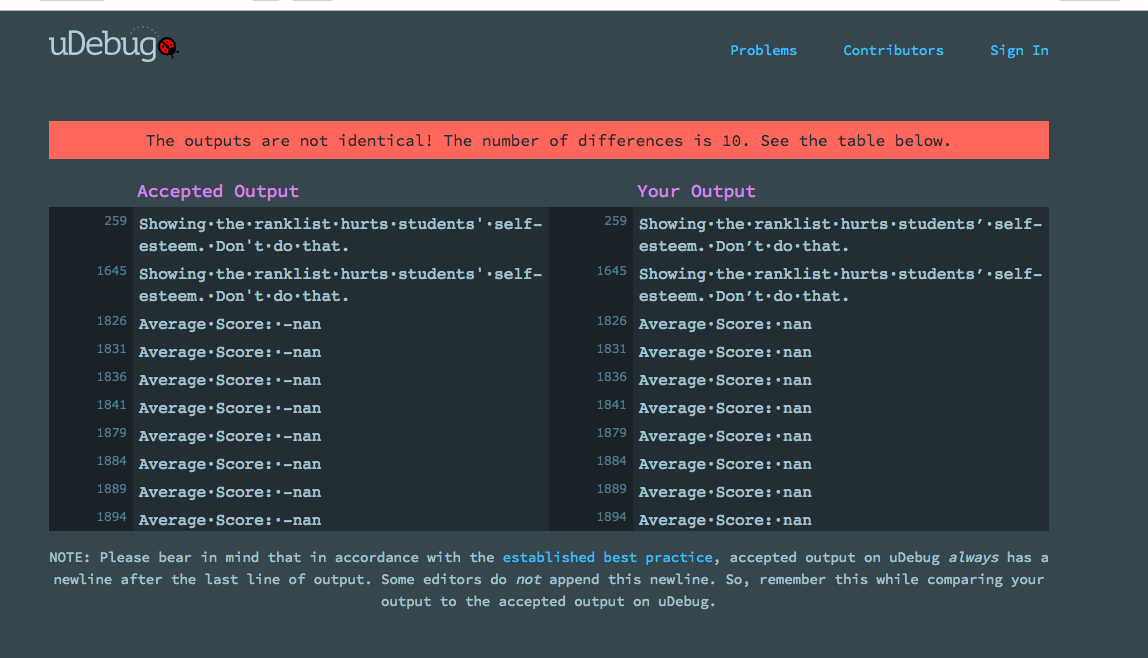 uDebug
Problems Contributors Sign In
The outputs are not identical! The number of differences is 10. See the table below.
Accepted Output Your Output
259 Showing·the·ranklist·hurts·students'·self- 259 Showing·the·ranklist·hurts·students’·self-
esteem.·Don't·do·that. esteem.·Don’t·do·that.
1645 Showing·the·ranklist·hurts·students'·self- 1645 Showing·the·ranklist·hurts·students’·self-
esteem.·Don't·do·that. esteem.·Don’t·do·that.
1826 Average·Score:·-nan 1826 Average·Score:·nan
1831 Average·Score:·-nan 1831 Average·Score:·nan
1836 Average·Score:·-nan 1836 Average·Score:·nan
1841 Average·Score:·-nan 1841 Average·Score:·nan
1879 Average·Score:·-nan 1879 Average·Score:·nan
1884 Average·Score:·-nan 1884 Average·Score:·nan
1889 Average·Score:·-nan 1889 Average·Score:·nan
1894 Average·Score:·-nan 1894 Average·Score:·nan
NOTE: Please bear in mind that in accordance with the established best practice, accepted output on uDebug always has a
newline after the last line of output. Some editors do not append this newline. So, remember this while comparing your
output to the accepted output on uDebug.